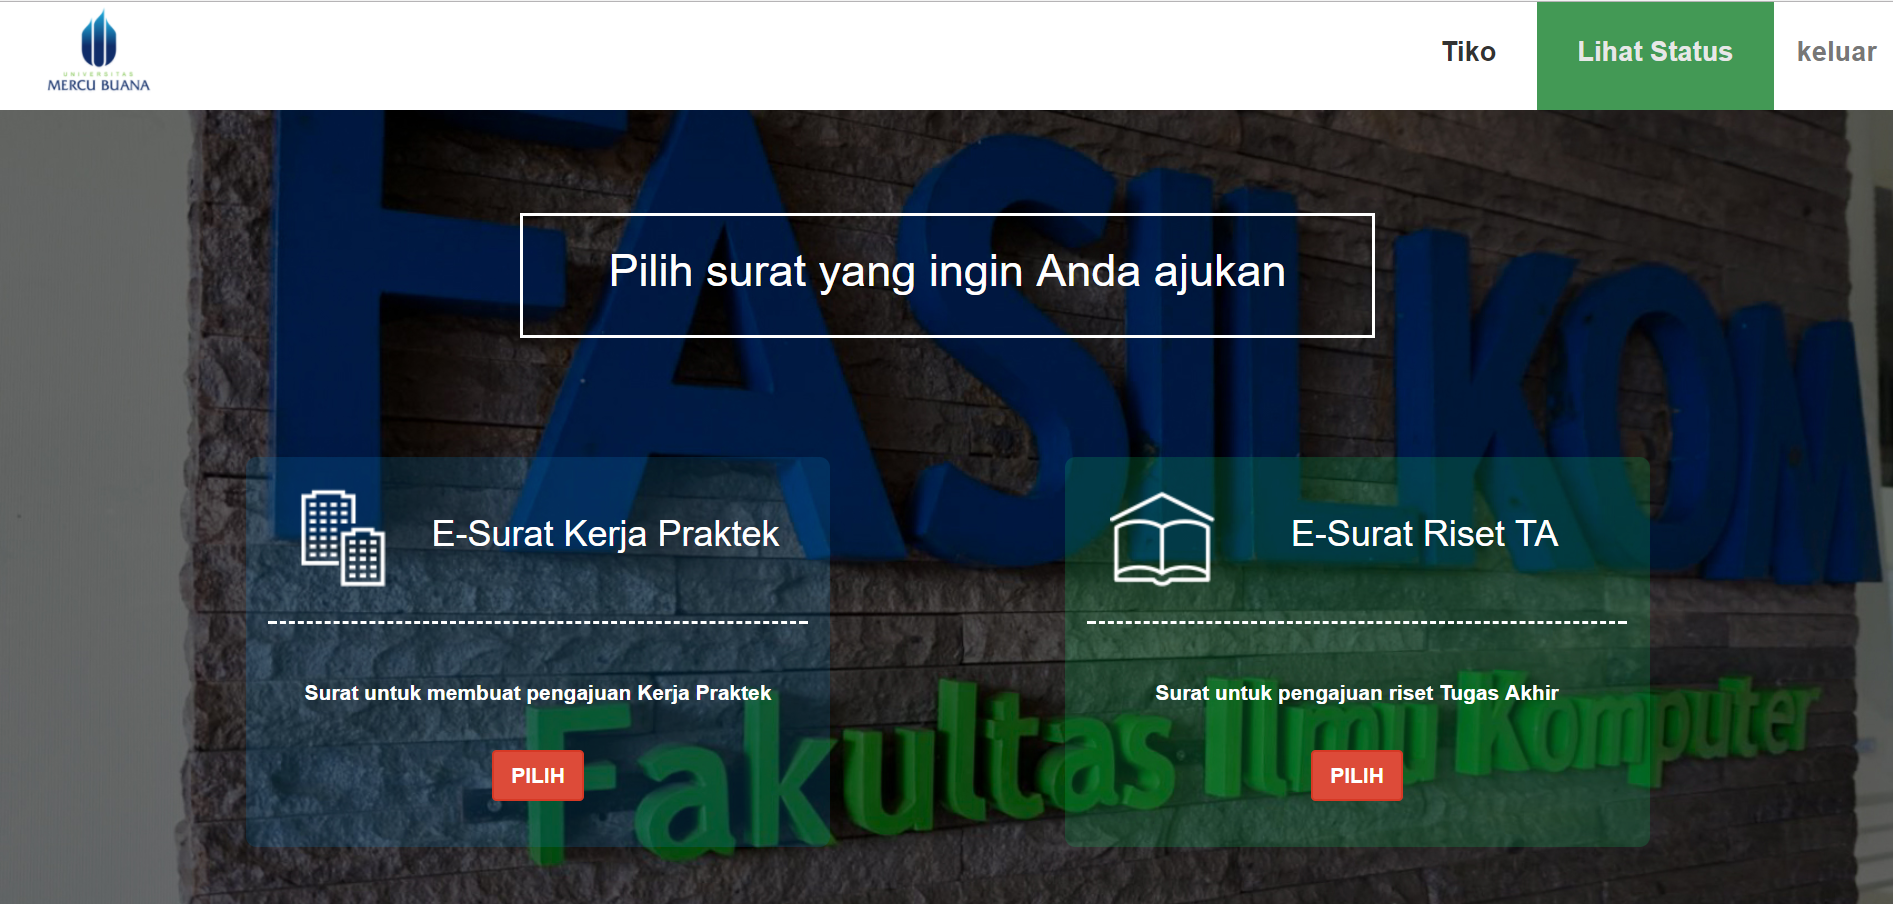 UNIVERSITAS
MERCU BUANA
Tiko
Lihat Status
keluar
FASILKOM
Pilih surat yang ingin Anda ajukan
E-Surat Kerja Praktek
Surat untuk membuat pengajuan Kerja Praktek
PILIH
E-Surat Riset TA
Surat untuk pengajuan riset Tugas Akhir
PILIH
Fakultas Ilmu Komputer